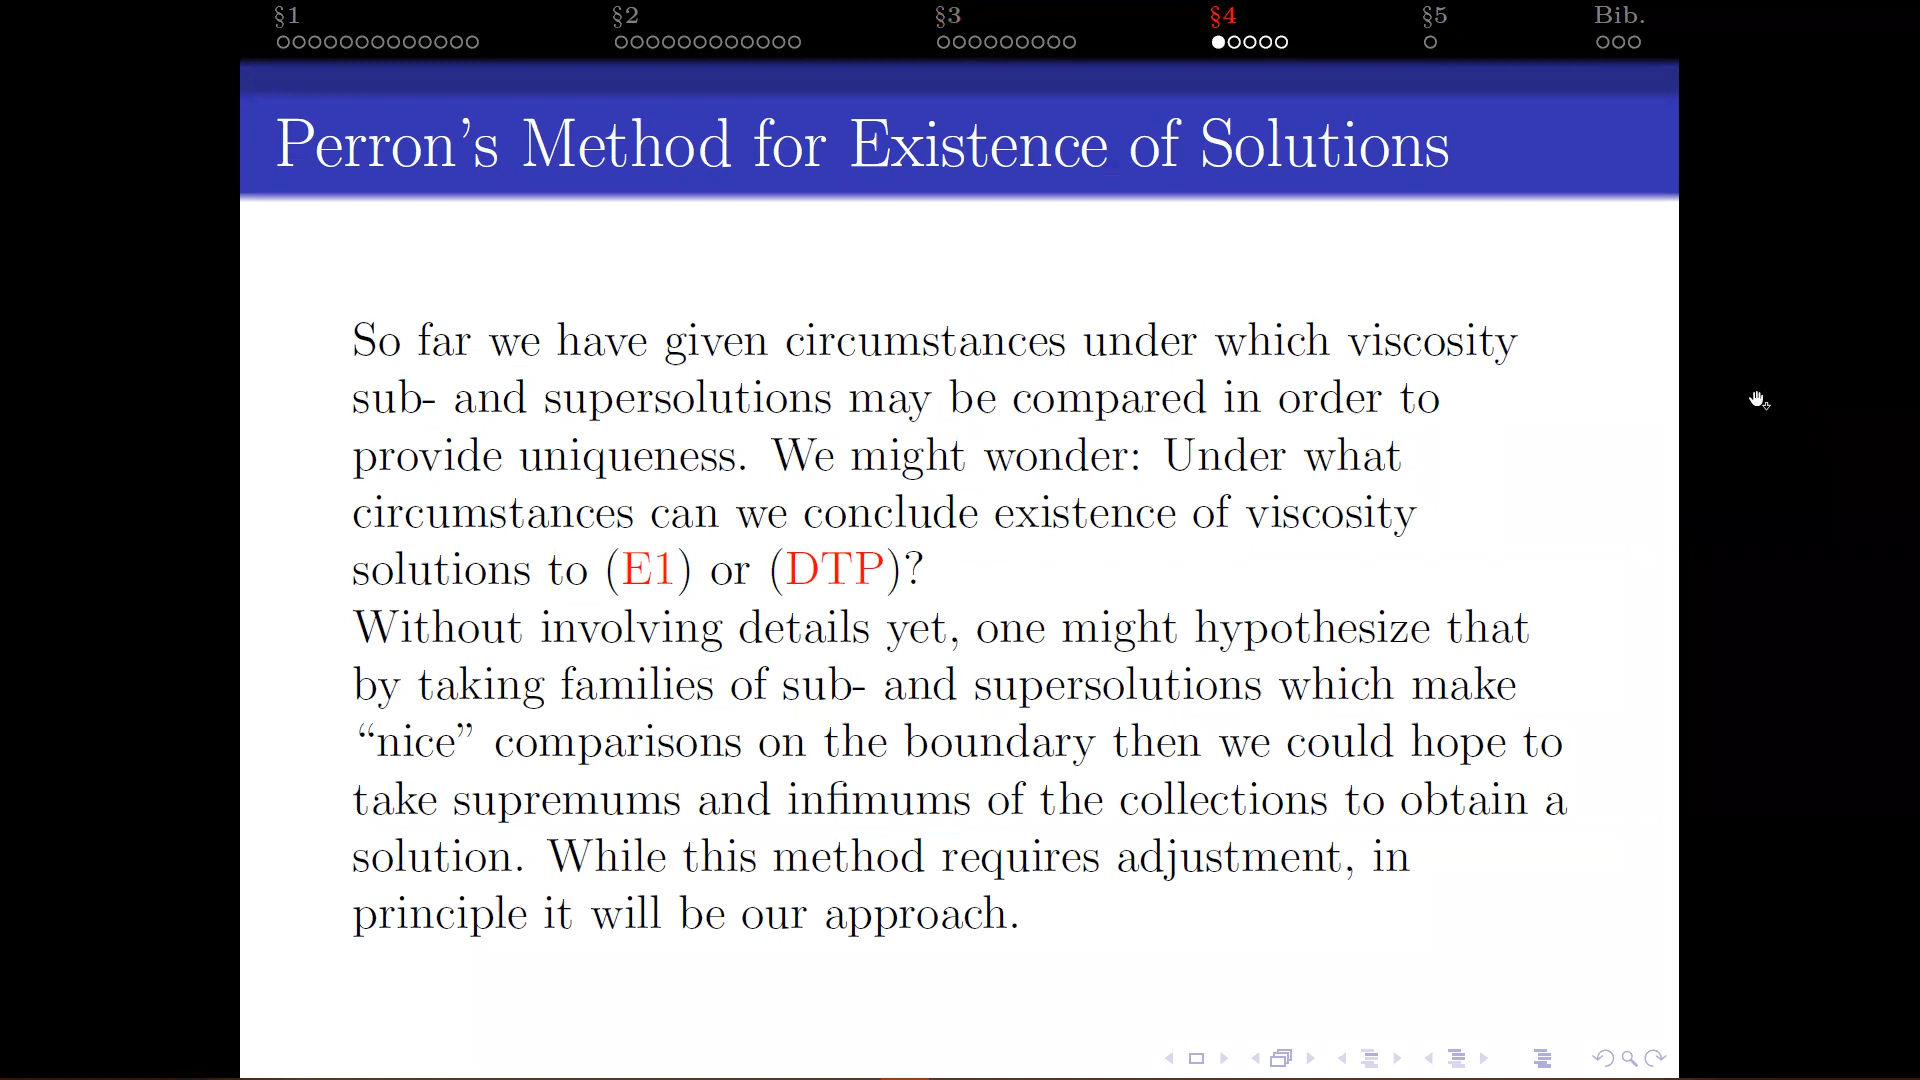 §1 §2 §3 §4 §5 Bib.
Perron’s Method for Existence of Solutions
So far we have given circumstances under which viscosity
sub- and supersolutions may be compared in order to
provide uniqueness. We might wonder: Under what
circumstances can we conclude existence of viscosity
solutions to (E1) or (DTP)?
Without involving details yet, one might hypothesize that
by taking families of sub- and supersolutions which make
“nice” comparisons on the boundary then we could hope to
take supremums and infimums of the collections to obtain a
solution. While this method requires adjustment, in
principle it will be our approach.